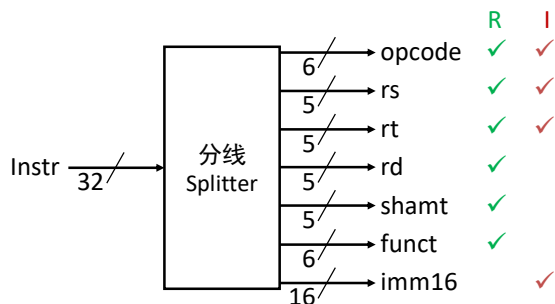 R I
6 opcode ✓ ✓
5 rs ✓ ✓
5 rt ✓ ✓
Instr 32
分线
Splitter
5 rd ✓
5 shamt ✓
6 funct ✓
16 imm16 ✓